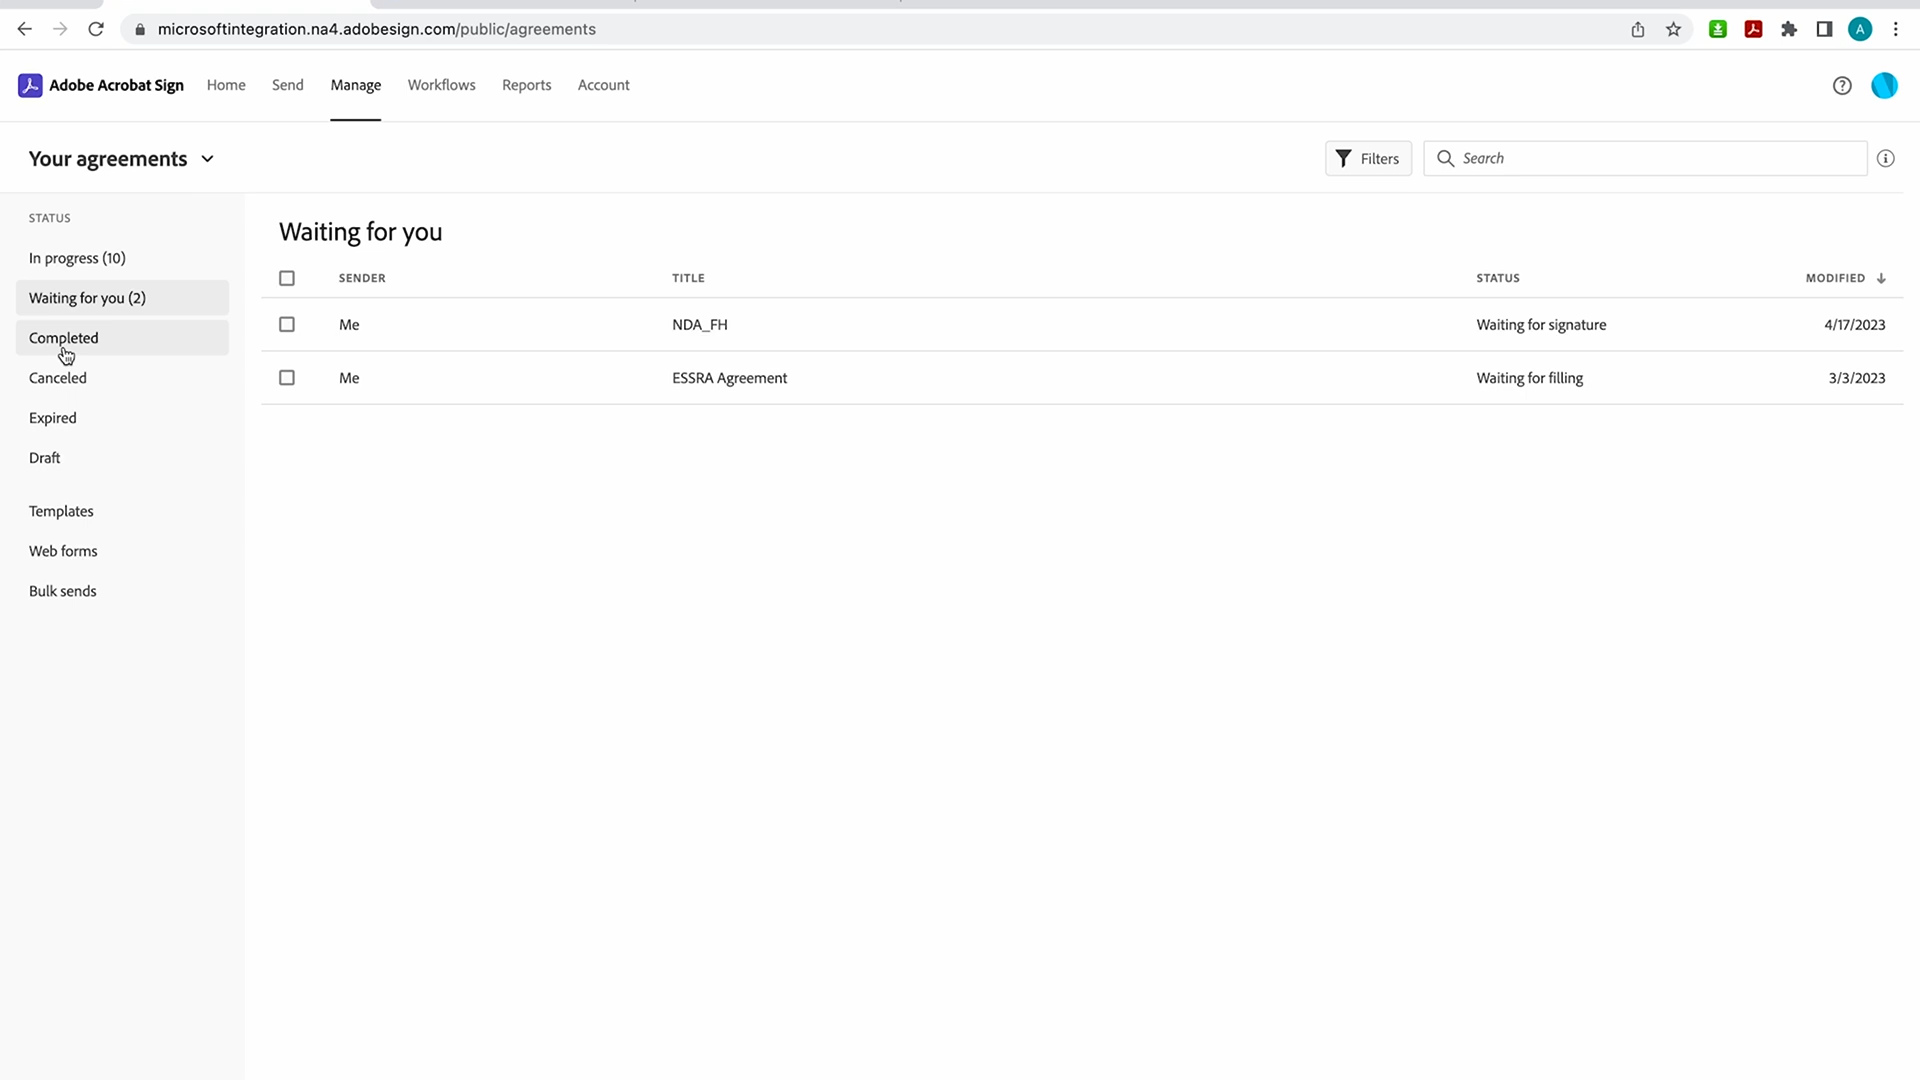 microsoftintegration.na4.adobesign.com/public/agreements
A
Adobe Acrobat Sign Home Send Manage Workflows Reports Account
Your agreements
Filters
Search
STATUS
In progress (10)
Waiting for you (2)
Completed
Canceled
Expired
Draft
Templates
Web forms
Bulk sends
Waiting for you
SENDER TITLE STATUS MODIFIED
Me NDA_FH Waiting for signature 4/17/2023
Me ESSRA Agreement Waiting for filling 3/3/2023